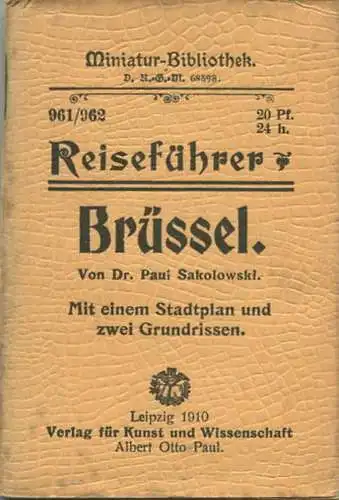 Miniatur-Bibliothek.
D. R.-G.-M. 68898.
961/962 20 Pf.
24 h.
Reiseführer
Brüssel.
Von Dr. Paul Sakolowski.
Mit einem Stadtplan und
zwei Grundrissen.
Leipzig 1910
Verlag für Kunst und Wissenschaft
Albert Otto Paul.